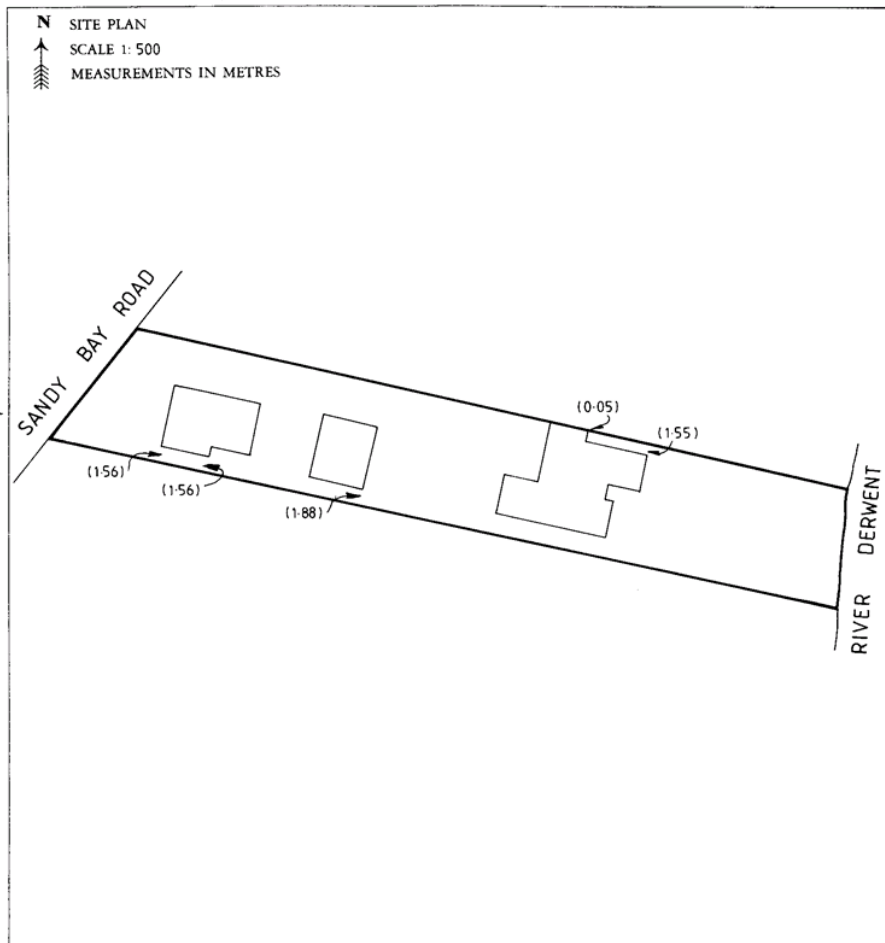 N SITE PLAN
SCALE 1: 500
MEASUREMENTS IN METRES
SANDY BAY ROAD
(0·05)
(1·55)
(1·56)
(1·56)
(1·88)
RIVER DERWENT